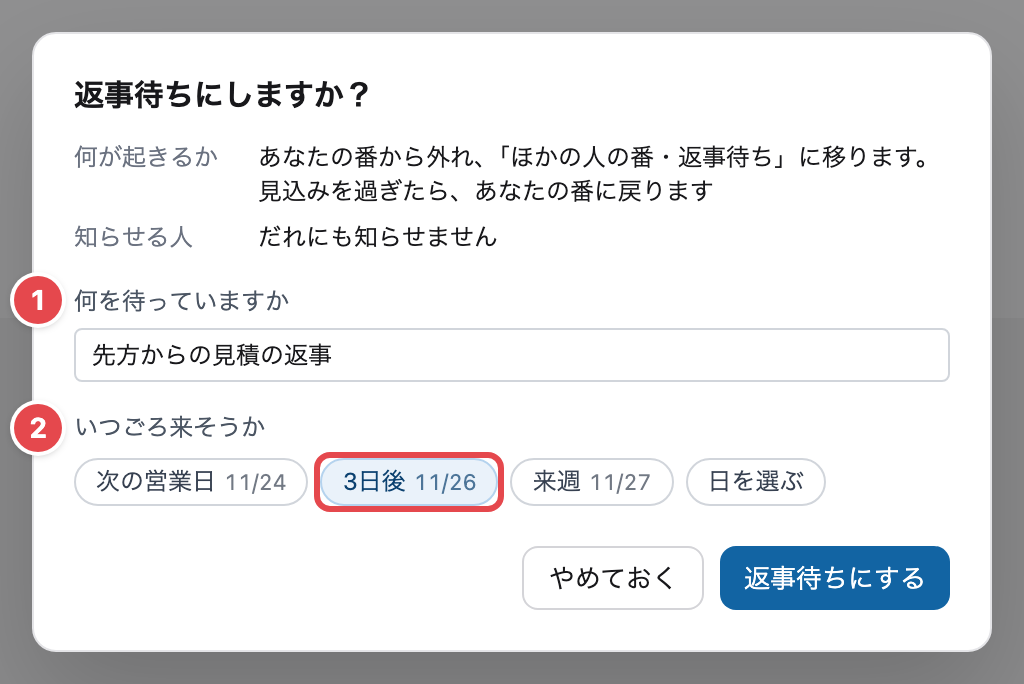 返事待ちにしますか？
何が起きるか
あなたの番から外れ、「ほかの人の番・返事待ち」に移ります。
見込みを過ぎたら、あなたの番に戻ります
知らせる人
だれにも知らせません
1
何を待っていますか
先方からの見積の返事
2
いつごろ来そうか
次の営業日 11/24
3日後 11/26
来週 11/27
日を選ぶ
やめておく
返事待ちにする